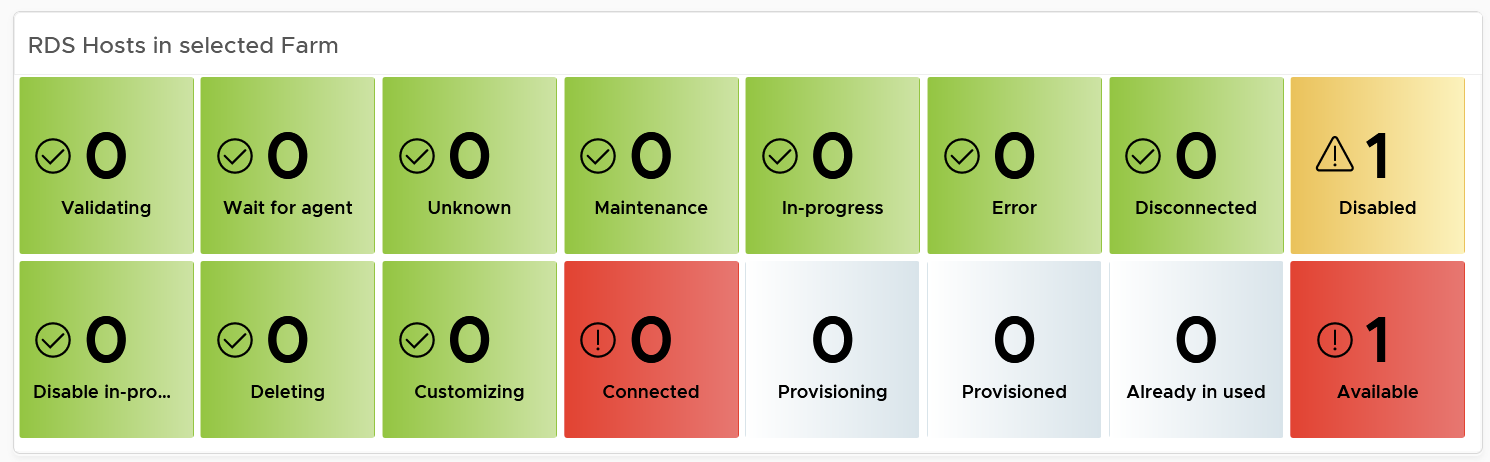 RDS Hosts in selected Farm
0 0 0 0 0 0 0 1
Validating Wait for agent Unknown Maintenance In-progress Error Disconnected Disabled
0 0 0 0 0 0 0 1
Disable in-pro... Deleting Customizing Connected Provisioning Provisioned Already in used Available